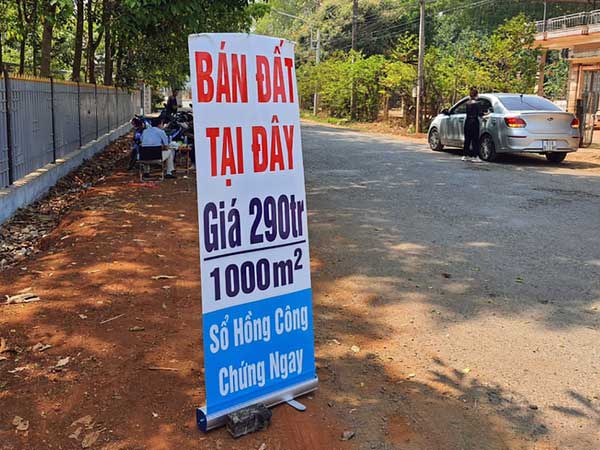 BÁN ĐẤT
TẠI ĐÂY
Giá 290tr
1000m²
Sổ Hồng Công
Chứng Ngay